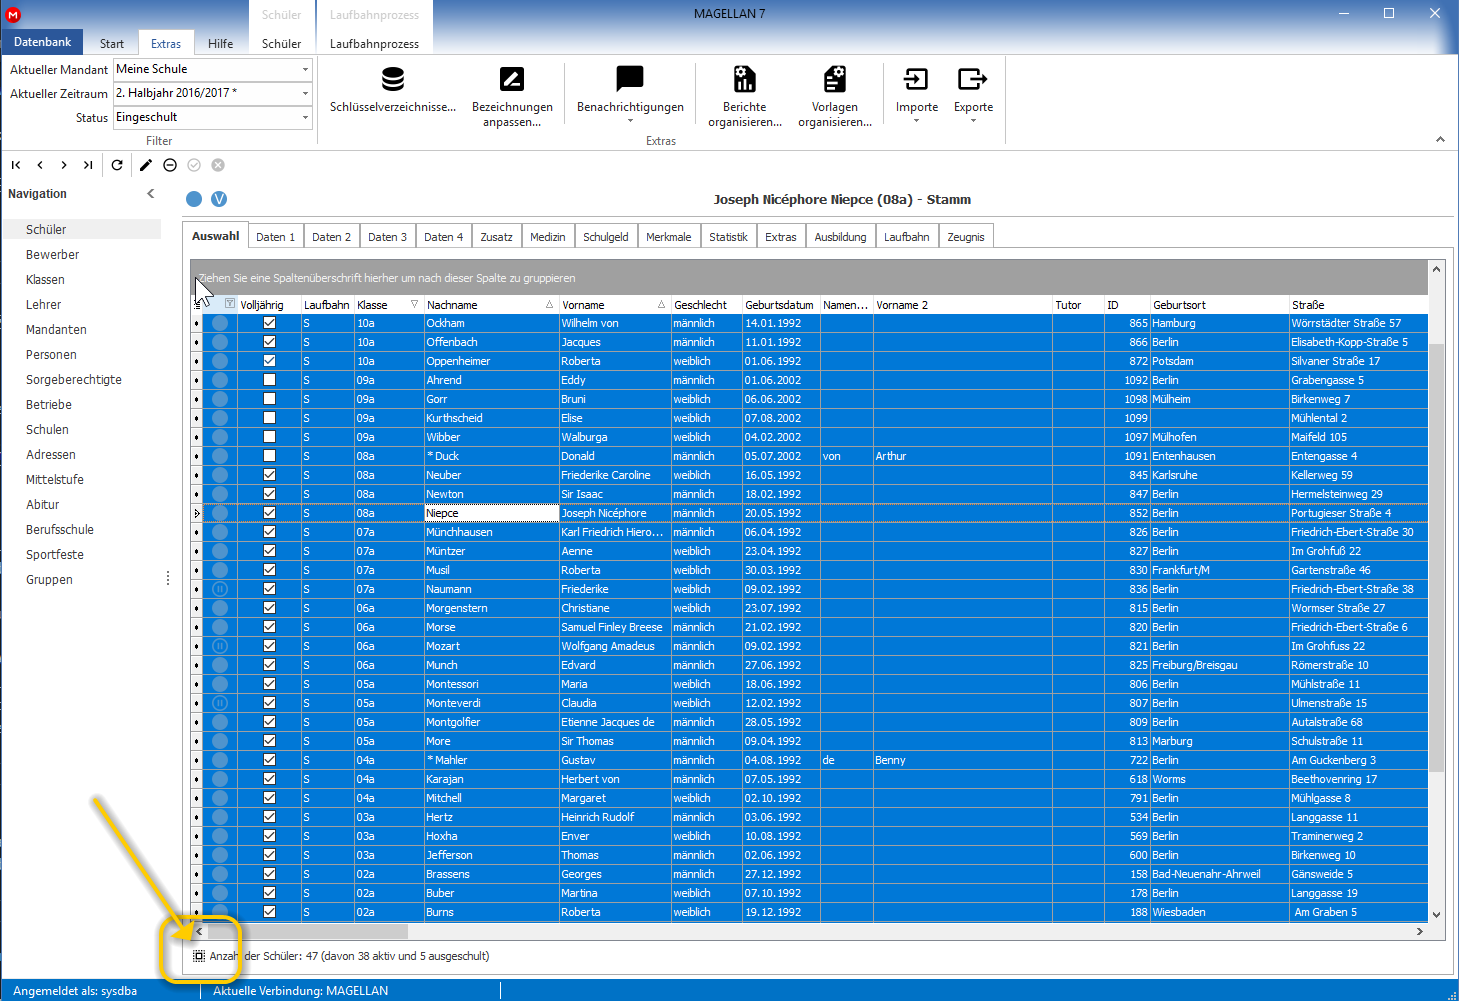 MAGELLAN 7
Schüler
Laufbahnprozess
Datenbank
Start
Extras
Hilfe
Schüler
Laufbahnprozess
Aktueller Mandant
Meine Schule
Aktueller Zeitraum
2. Halbjahr 2016/2017 *
Status
Eingeschult
Filter
Schlüsselverzeichnisse...
Bezeichnungen
anpassen...
Benachrichtigungen
Berichte
organisieren...
Vorlagen
organisieren...
Importe
Exporte
Extras
Navigation
Schüler
Bewerber
Klassen
Lehrer
Mandanten
Personen
Sorgeberechtigte
Betriebe
Schulen
Adressen
Mittelstufe
Abitur
Berufsschule
Sportfeste
Gruppen
V
Joseph Nicéphore Niepce (08a) - Stamm
Auswahl Daten 1 Daten 2 Daten 3 Daten 4 Zusatz Medizin Schulgeld Merkmale Statistik Extras Ausbildung Laufbahn Zeugnis
Ziehen Sie eine Spaltenüberschrift hierher um nach dieser Spalte zu gruppieren
Volljährig Laufbahn Klasse Nachname Vorname Geschlecht Geburtsdatum Namen... Vorname 2 Tutor ID Geburtsort Straße
S 10a Ockham Wilhelm von männlich 14.01.1992 865 Hamburg Wörrstädter Straße 57
S 10a Offenbach Jacques männlich 11.01.1992 866 Berlin Elisabeth-Kopp-Straße 5
S 10a Oppenheimer Roberta weiblich 01.06.1992 872 Potsdam Silvaner Straße 17
S 09a Ahrend Eddy männlich 01.06.2002 1092 Berlin Grabengasse 5
S 09a Gorr Bruni weiblich 06.06.2002 1098 Mülheim Birkenweg 7
S 09a Kurthscheid Elise weiblich 07.08.2002 1099 Mühlental 2
S 09a Wibber Walburga weiblich 04.02.2002 1097 Mülhofen Maifeld 105
S 08a * Duck Donald männlich 05.07.2002 von Arthur 1091 Entenhausen Entengasse 4
S 08a Neuber Friederike Caroline weiblich 16.05.1992 845 Karlsruhe Kellerweg 59
S 08a Newton Sir Isaac männlich 18.02.1992 847 Berlin Hermelsteinweg 29
S 08a Niepce Joseph Nicéphore männlich 20.05.1992 852 Berlin Portugieser Straße 4
S 07a Münchhausen Karl Friedrich Hiero... männlich 06.04.1992 826 Berlin Friedrich-Ebert-Straße 30
S 07a Müntzer Aenne weiblich 23.04.1992 827 Berlin Im Grohfuß 22
S 07a Musil Roberta weiblich 30.03.1992 830 Frankfurt/M Gartenstraße 46
S 07a Naumann Friederike weiblich 09.02.1992 836 Berlin Friedrich-Ebert-Straße 38
S 06a Morgenstern Christiane weiblich 23.07.1992 815 Berlin Wormser Straße 27
S 06a Morse Samuel Finley Breese männlich 21.02.1992 820 Berlin Friedrich-Ebert-Straße 6
S 06a Mozart Wolfgang Amadeus männlich 09.02.1992 821 Berlin Im Grohfuss 22
S 06a Munch Edvard männlich 27.06.1992 825 Freiburg/Breisgau Römerstraße 10
S 05a Montessori Maria weiblich 18.06.1992 806 Berlin Mühlstraße 11
S 05a Monteverdi Claudia weiblich 12.02.1992 807 Berlin Ulmenstraße 15
S 05a Montgolfier Etienne Jacques de männlich 28.05.1992 809 Berlin Autalstraße 68
S 05a More Sir Thomas männlich 09.04.1992 813 Marburg Schulstraße 11
S 04a * Mahler Gustav männlich 04.08.1992 de Benny 722 Berlin Am Guckenberg 3
S 04a Karajan Herbert von männlich 07.05.1992 618 Worms Beethovenring 17
S 04a Mitchell Margaret weiblich 02.10.1992 791 Berlin Mühlgasse 8
S 03a Hertz Heinrich Rudolf männlich 03.06.1992 534 Berlin Langgasse 11
S 03a Hoxha Enver weiblich 10.08.1992 569 Berlin Traminerweg 2
S 03a Jefferson Thomas männlich 02.06.1992 600 Berlin Birkenweg 10
S 02a Brassens Georges männlich 27.12.1992 158 Bad-Neuenahr-Ahrweil Gänsweide 5
S 02a Buber Martina weiblich 07.10.1992 178 Berlin Langgasse 19
S 02a Burns Roberta weiblich 19.12.1992 188 Wiesbaden Am Graben 5
Anzahl der Schüler: 47 (davon 38 aktiv und 5 ausgeschult)
Angemeldet als: sysdba
Aktuelle Verbindung: MAGELLAN